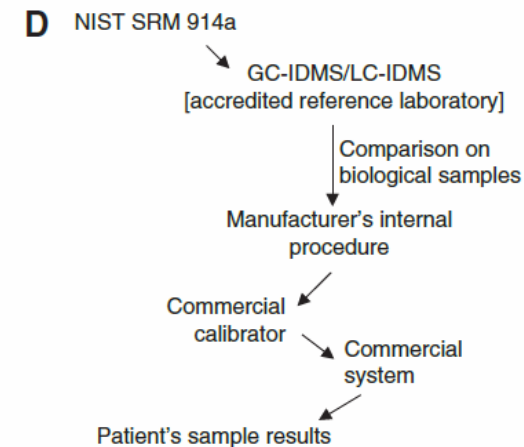 D NIST SRM 914a
GC-IDMS/LC-IDMS
[accredited reference laboratory]
Comparison on
biological samples
Manufacturer's internal
procedure
Commercial
calibrator
Commercial
system
Patient's sample results